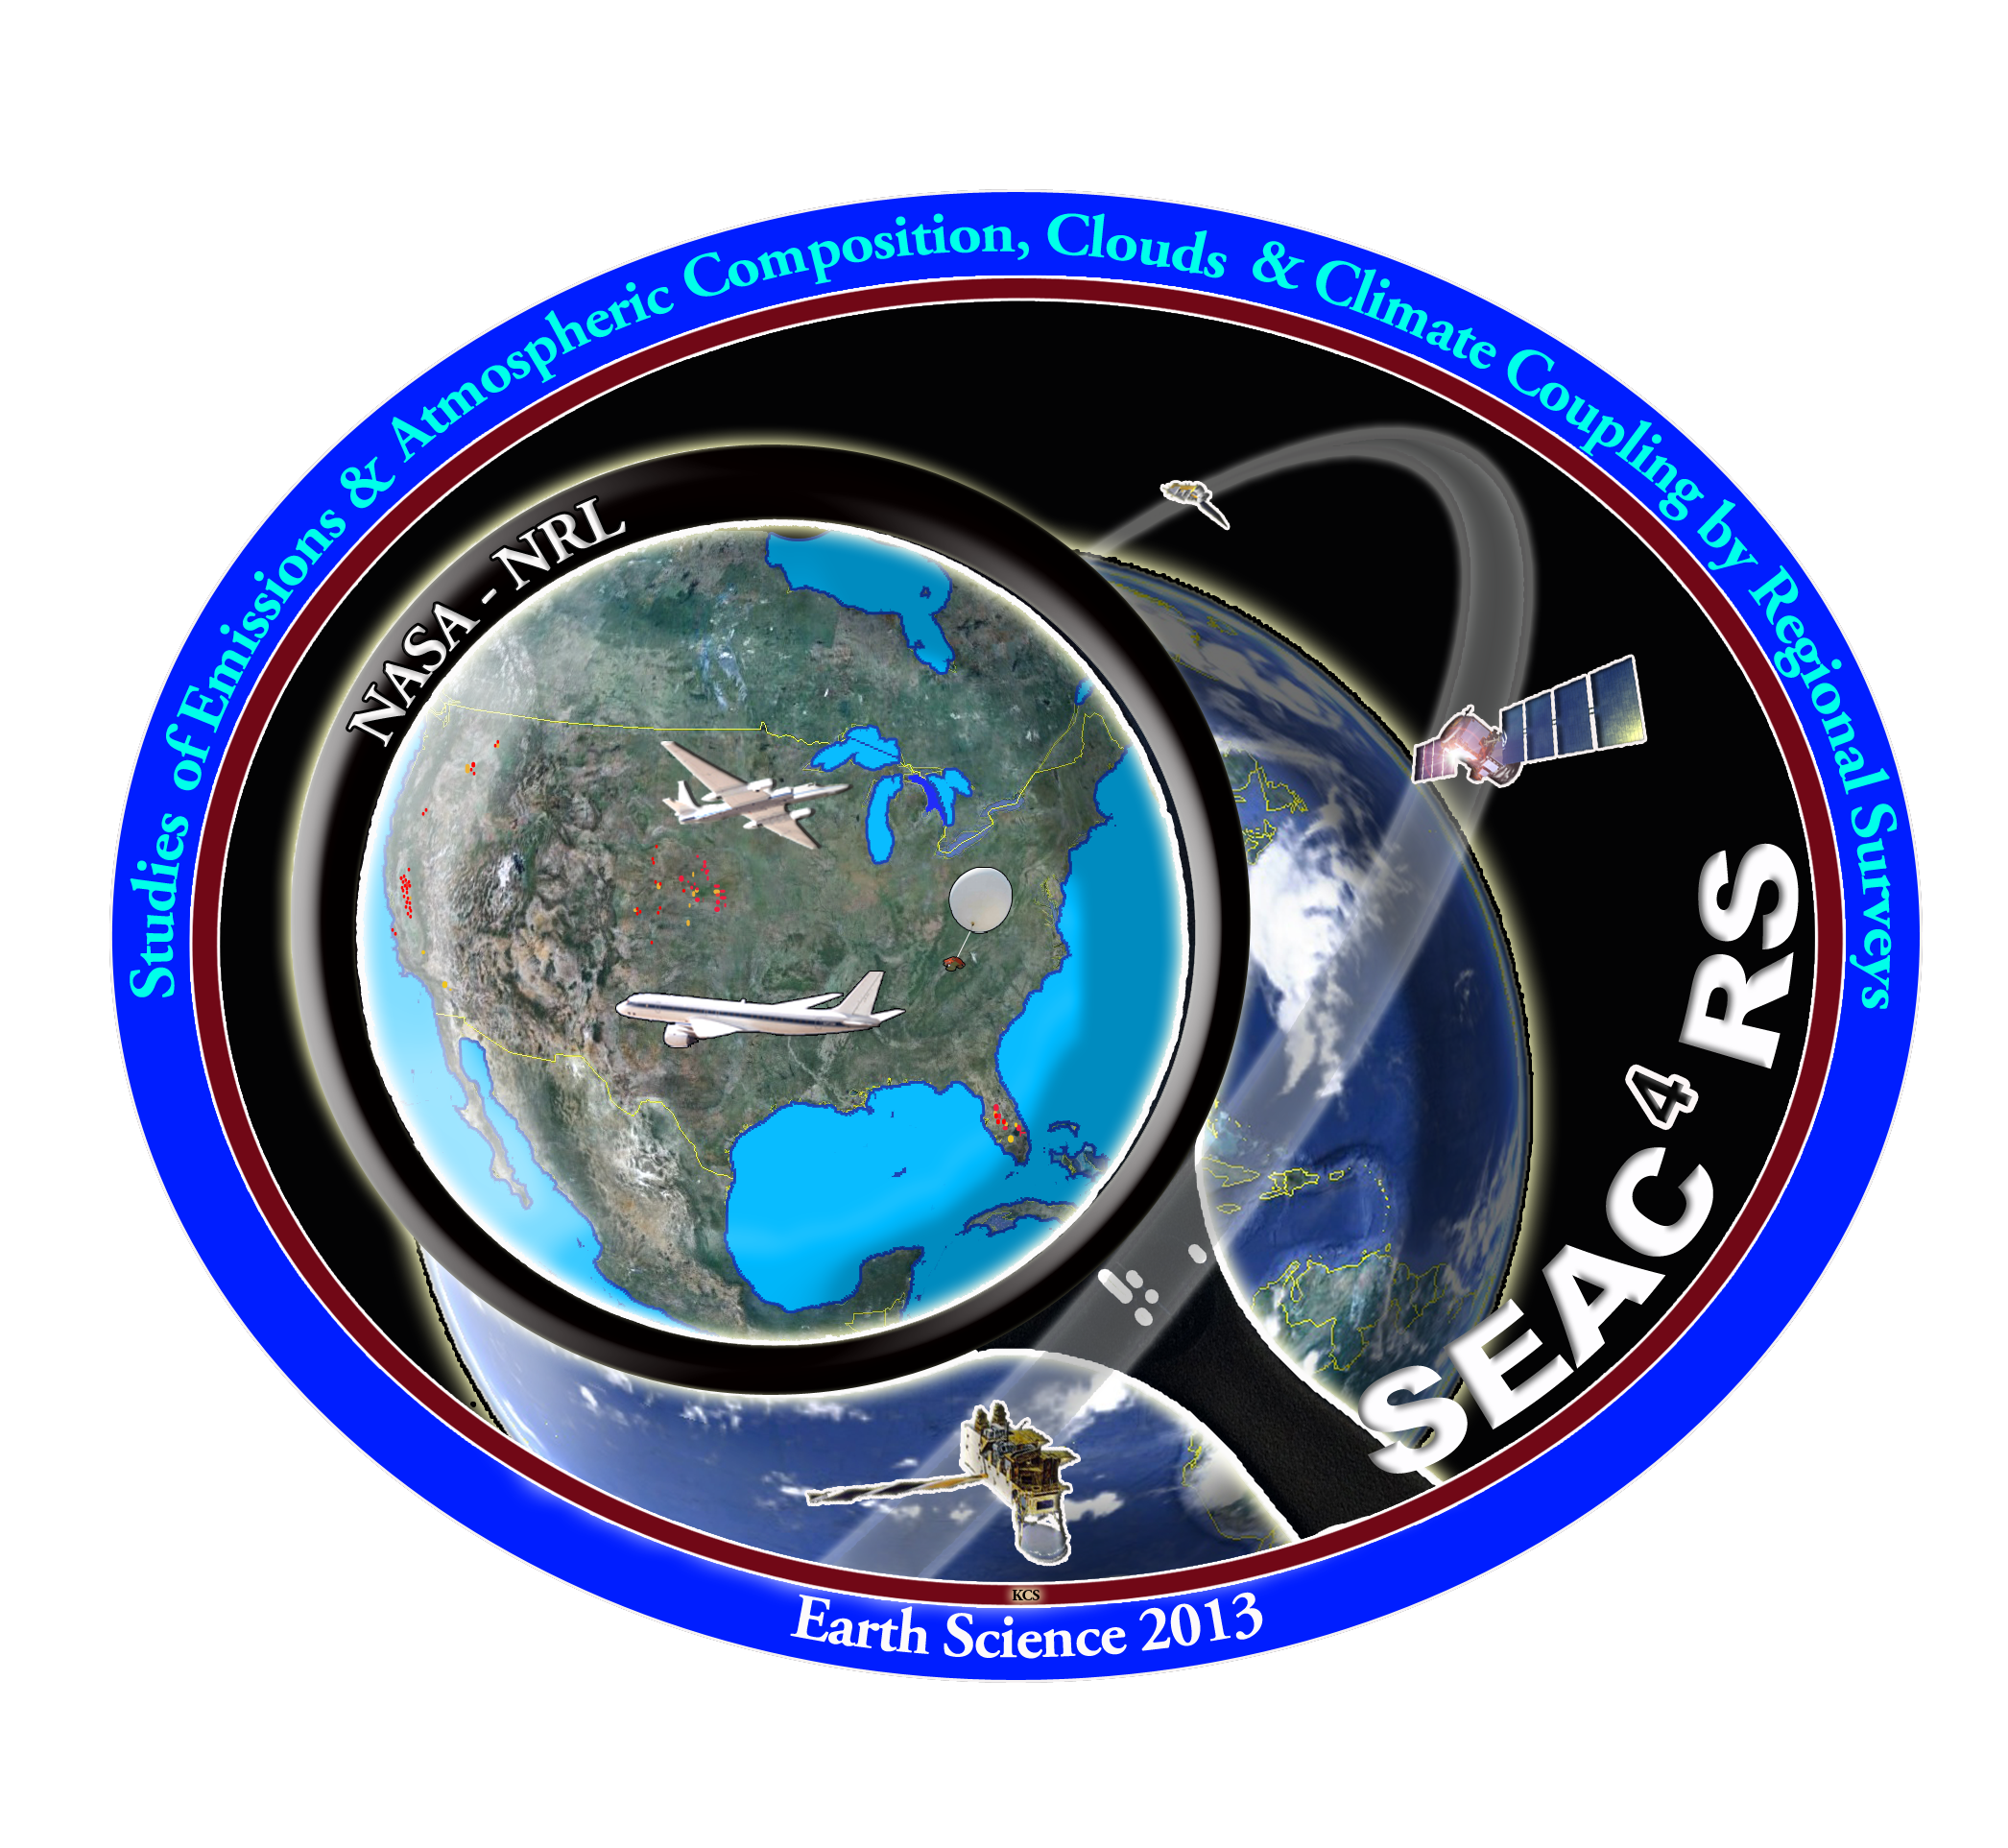 Studies of Emissions & Atmospheric Composition, Clouds & Climate Coupling by Regional Surveys
NASA - NRL
SEAC4RS
KCS
Earth Science 2013